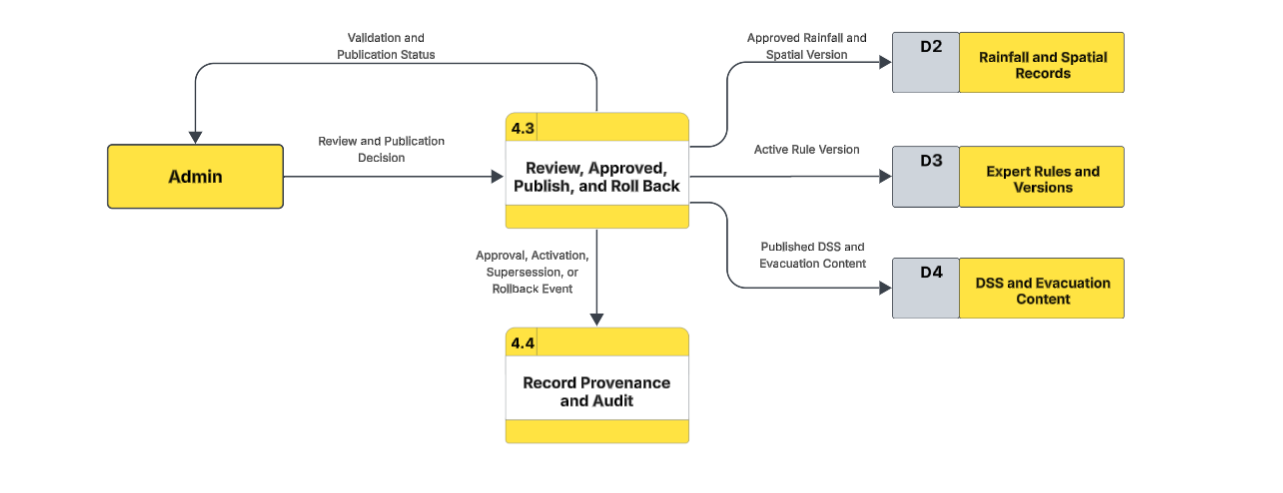 Validation and
Publication Status
Approved Rainfall and
Spatial Version
D2
Rainfall and Spatial
Records
4.3
Review and Publication
Decision
Admin
Review, Approved,
Publish, and Roll Back
Active Rule Version
D3
Expert Rules and
Versions
Approval, Activation,
Supersession, or
Rollback Event
Published DSS and
Evacuation Content
D4
DSS and Evacuation
Content
4.4
Record Provenance
and Audit